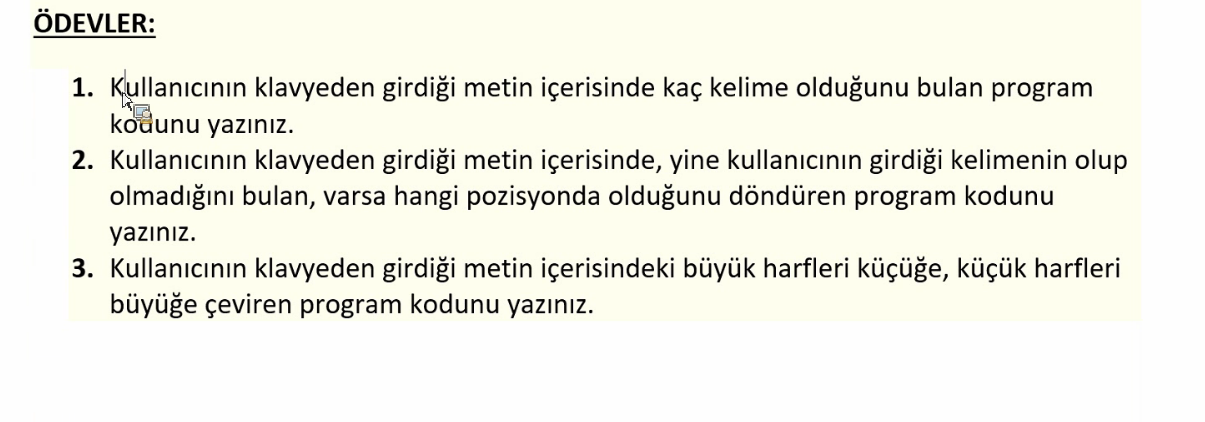 ÖDEVLER:
1. Kullanıcının klavyeden girdiği metin içerisinde kaç kelime olduğunu bulan program
kodunu yazınız.
2. Kullanıcının klavyeden girdiği metin içerisinde, yine kullanıcının girdiği kelimenin olup
olmadığını bulan, varsa hangi pozisyonda olduğunu döndüren program kodunu
yazınız.
3. Kullanıcının klavyeden girdiği metin içerisindeki büyük harfleri küçüğe, küçük harfleri
büyüğe çeviren program kodunu yazınız.